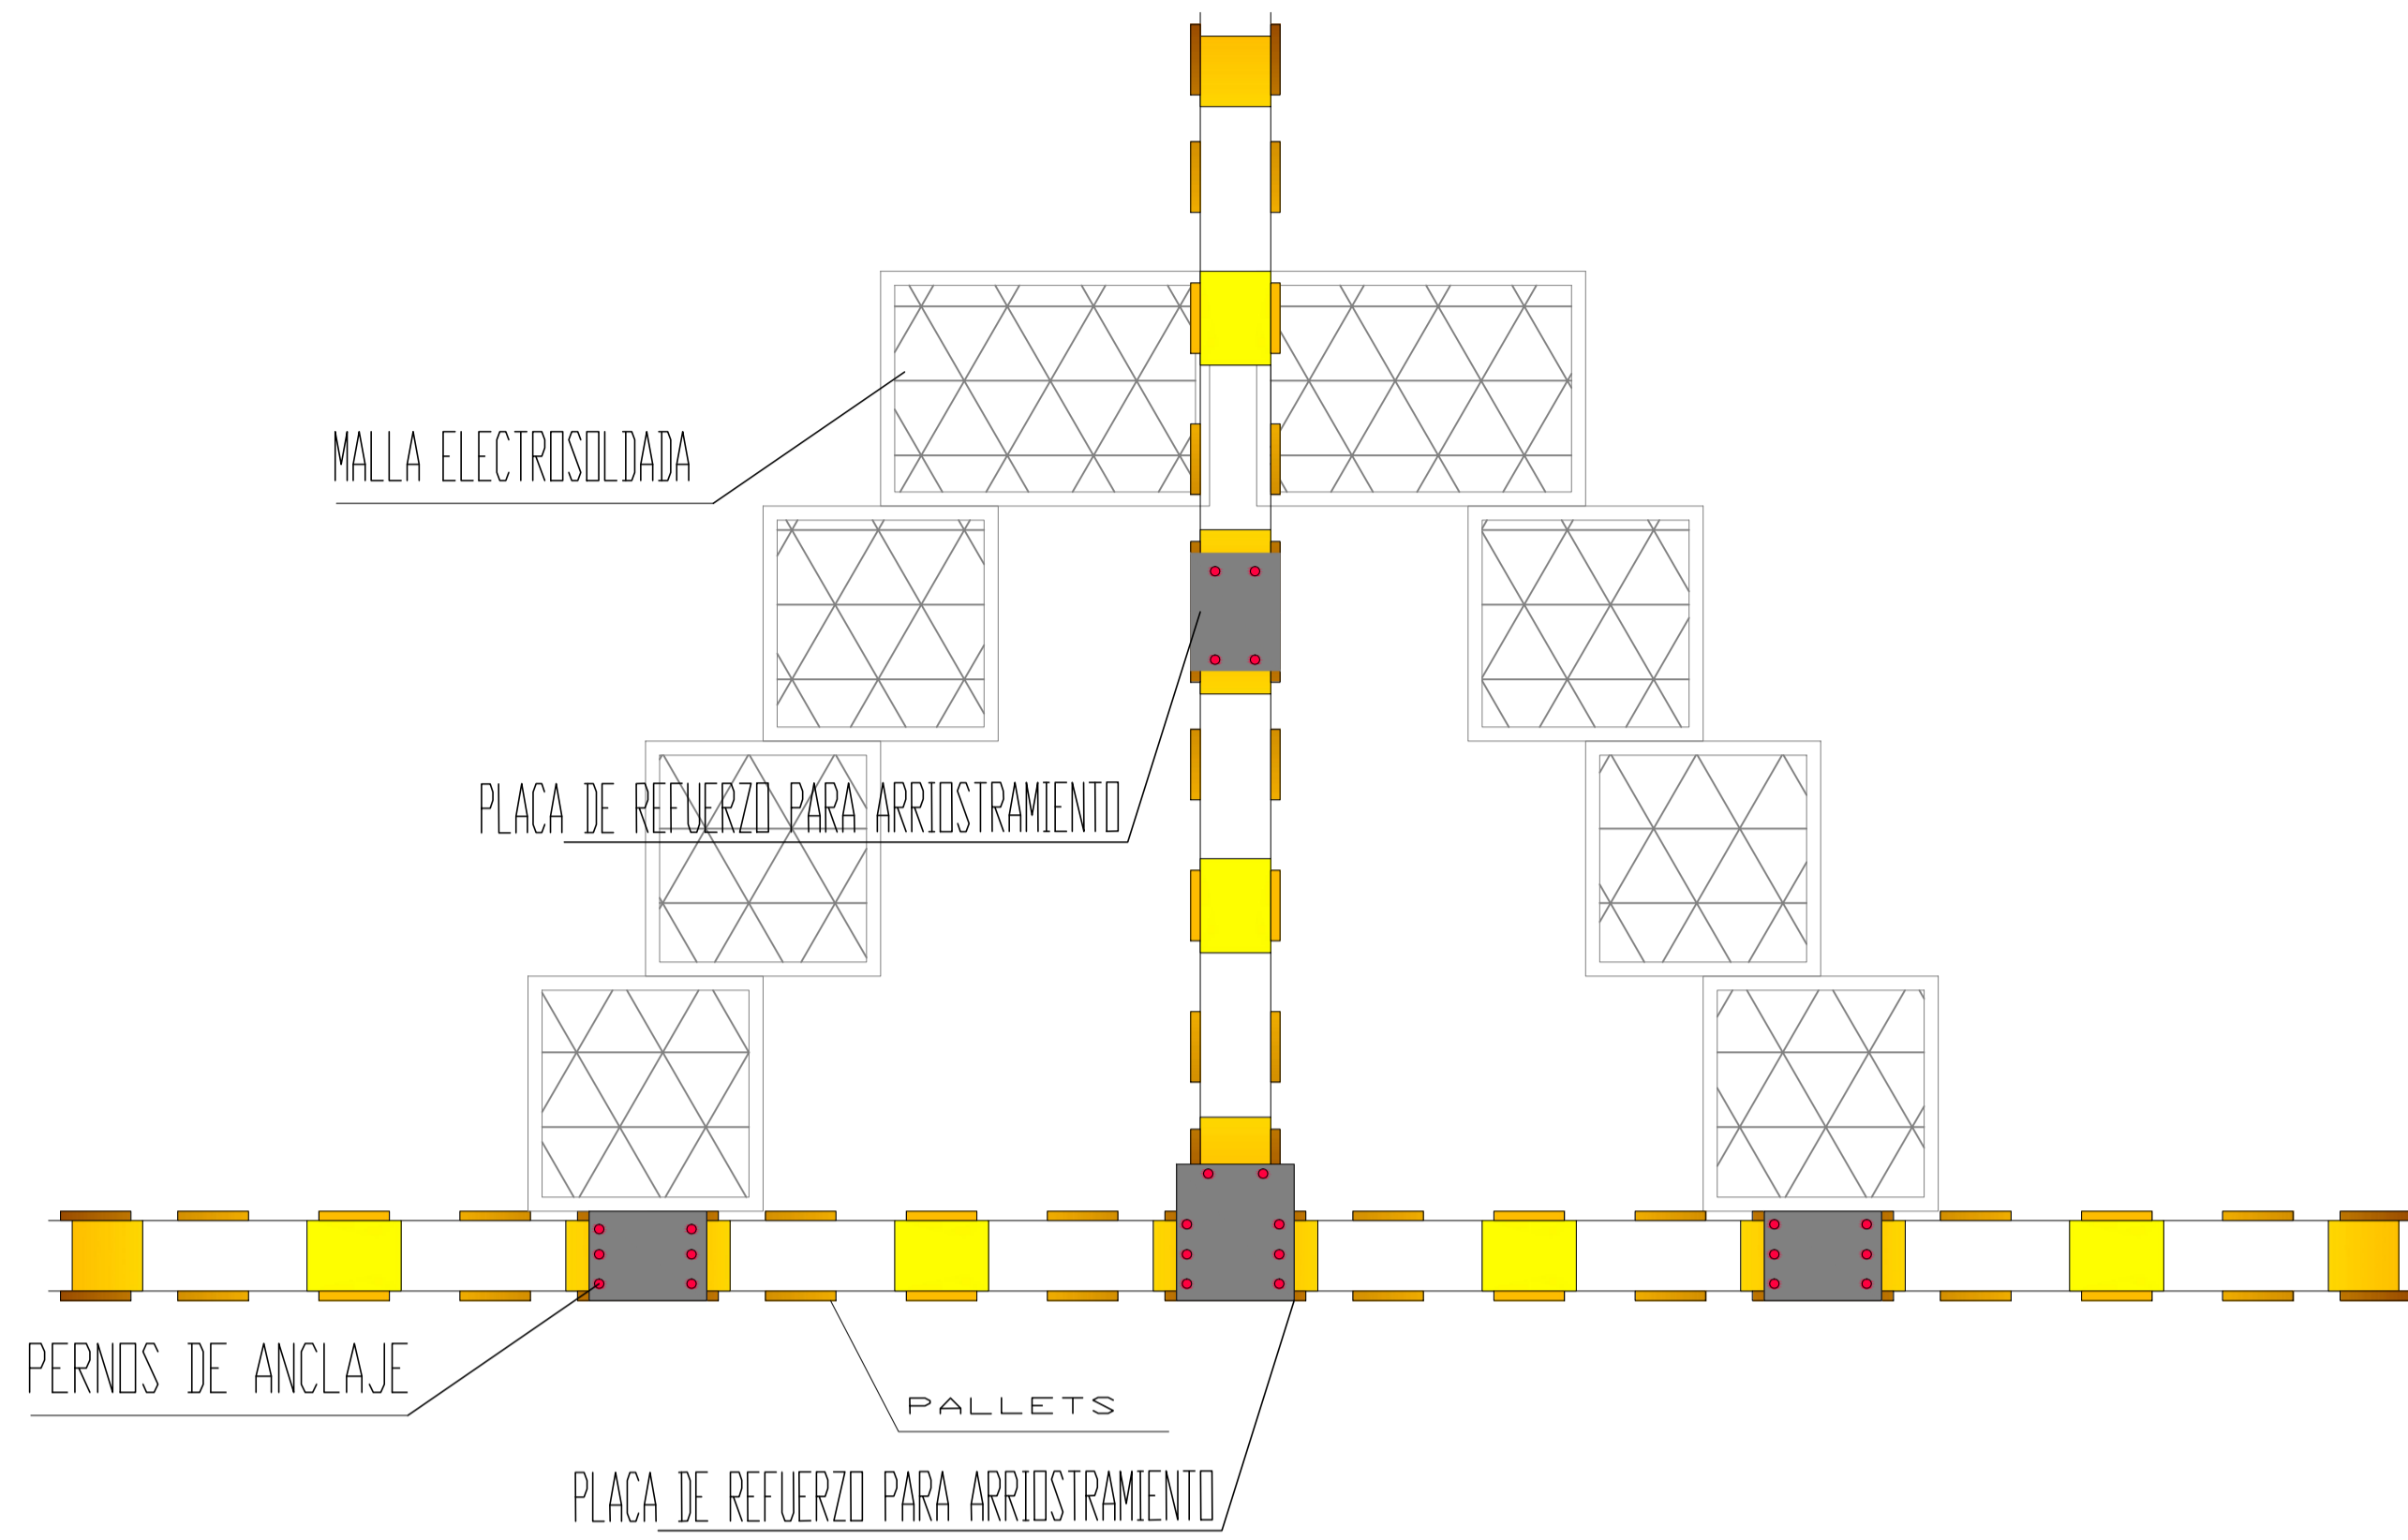 MALLA ELECTROSOLDADA
PLACA DE REFUERZO PARA ARRIOSTRAMIENTO
PERNOS DE ANCLAJE
PALLETS
PLACA DE REFUERZO PARA ARRIOSTRAMIENTO